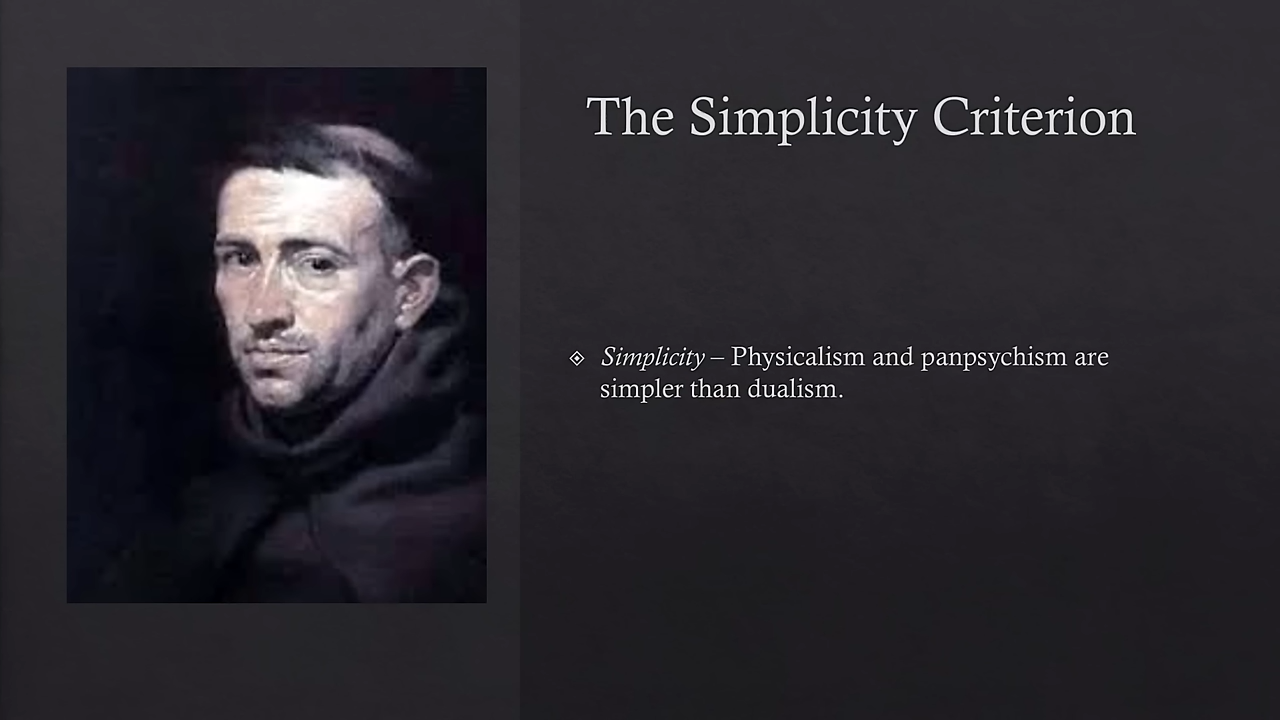 The Simplicity Criterion
Simplicity – Physicalism and panpsychism are
simpler than dualism.